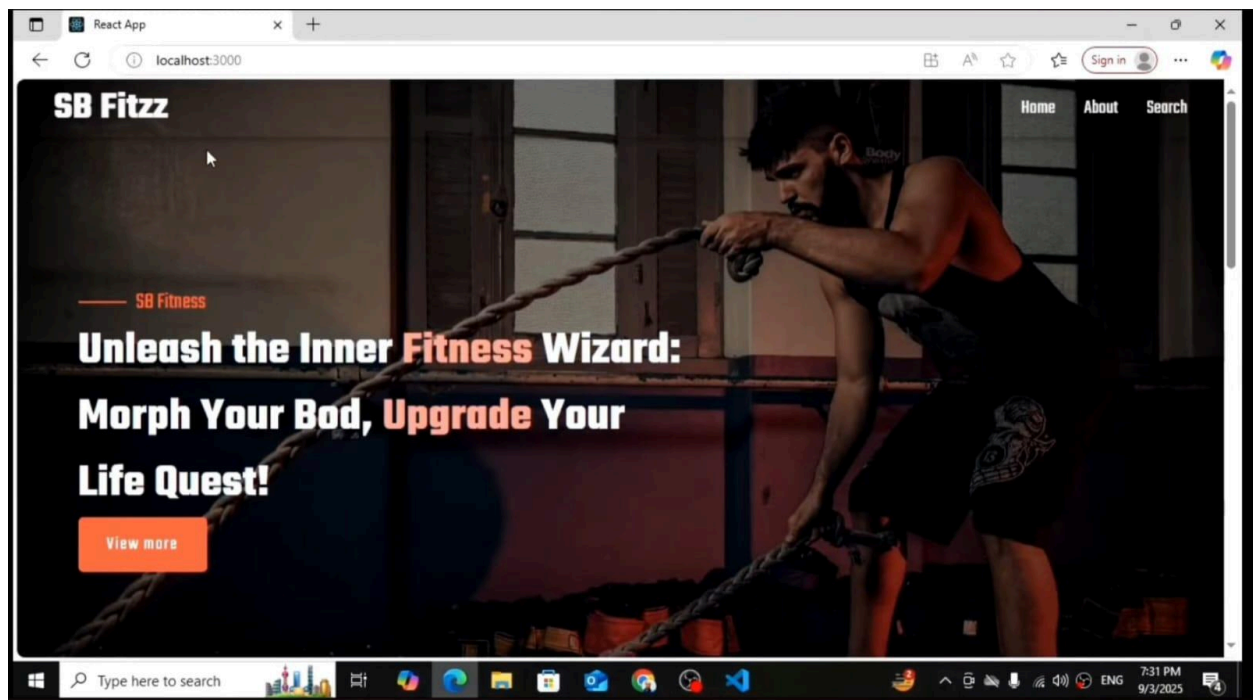 React App
localhost:3000
Sign in
SB Fitzz
Home About Search
Body
SB Fitness
Unleash the Inner Fitness Wizard:
Morph Your Bod, Upgrade Your
Life Quest!
View more
Type here to search
ENG
7:31 PM
9/3/2025
4